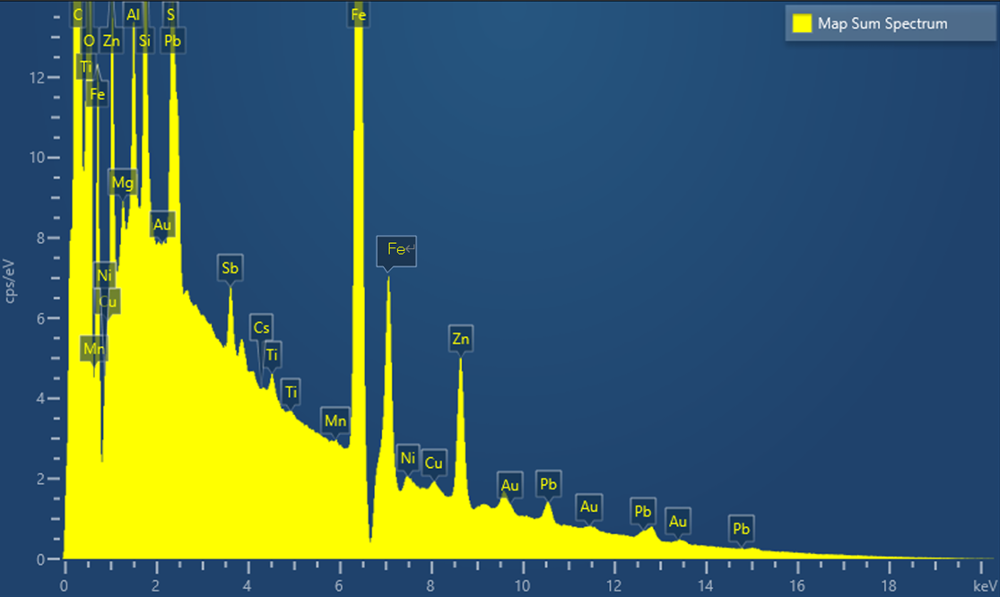 C Al S Fe
Map Sum Spectrum
O Zn Si Pb
Ti
12
Fe
10
Mg
Au
8
Fe↵
Sb
Ni
Cu
cps/eV
6
Cs
Zn
Mn
Ti
4
Ti
Mn
Ni Cu
2
Au Pb
Au Pb Au Pb
0
0 2 4 6 8 10 12 14 16 18 keV